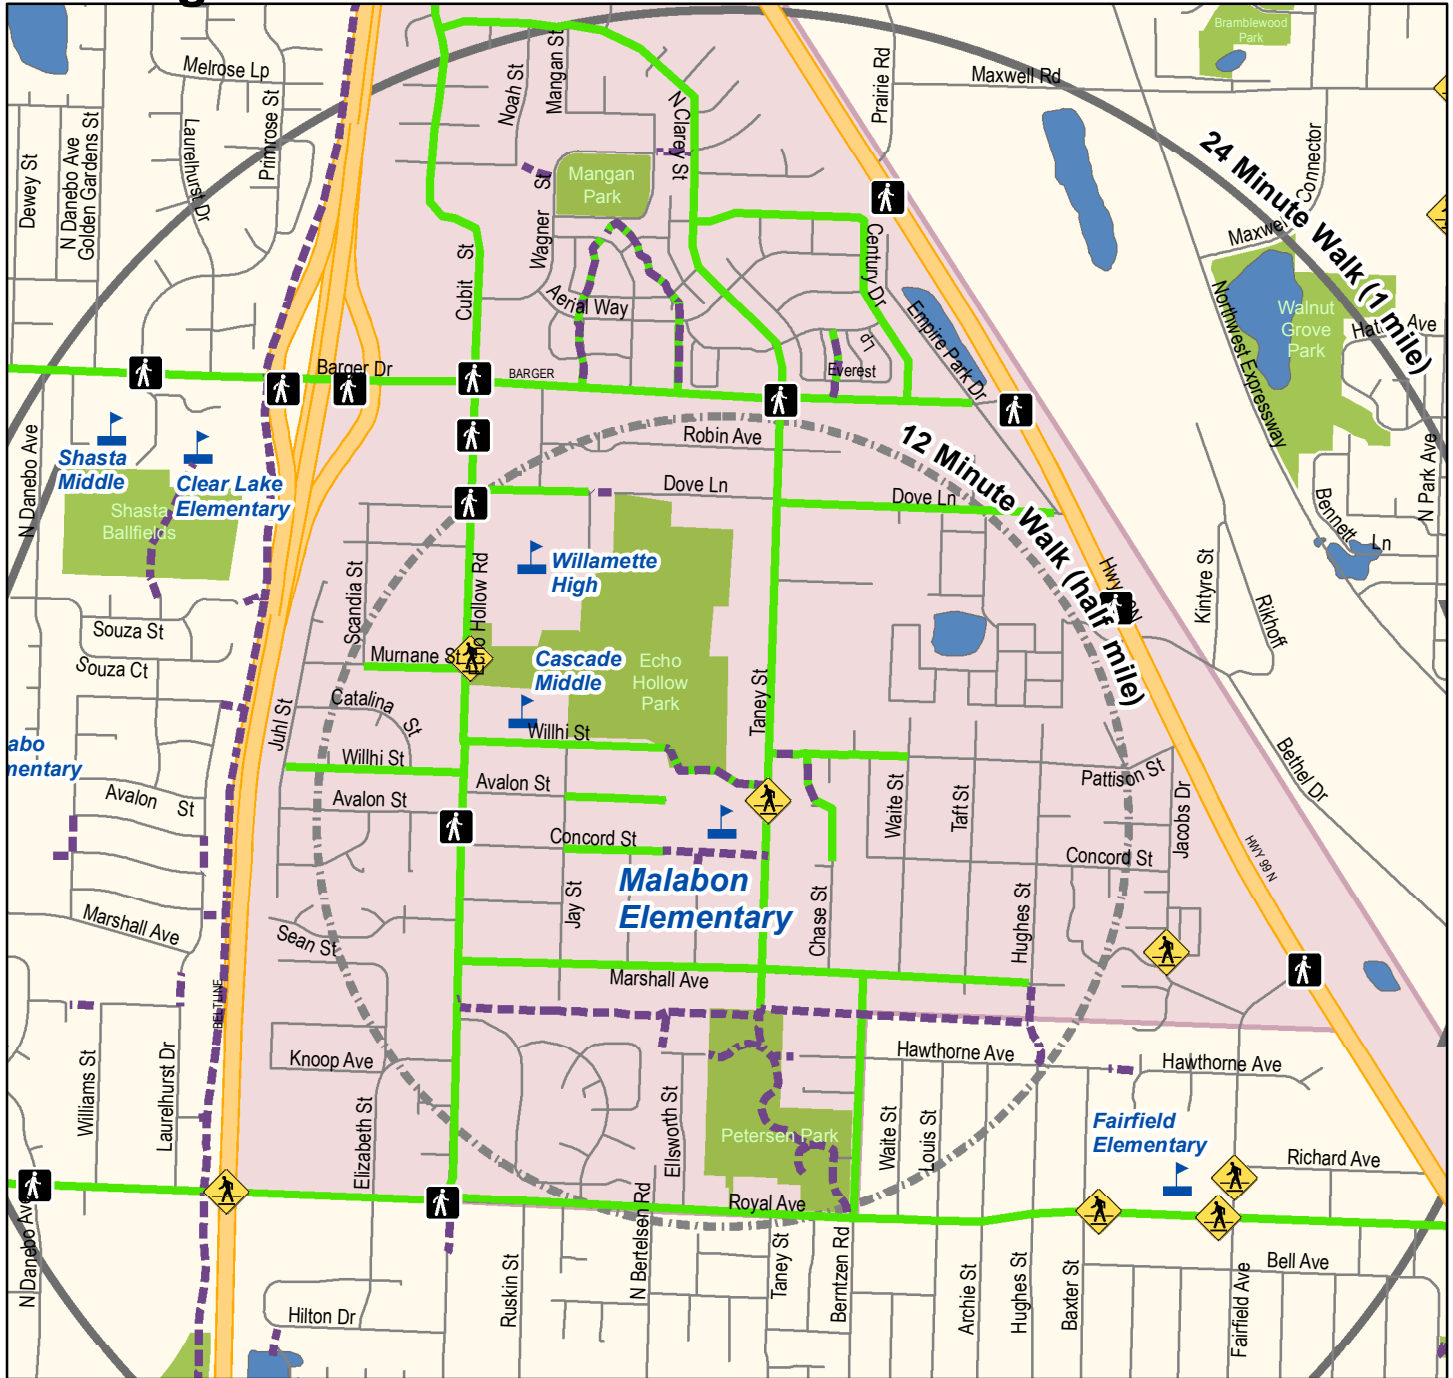 g
Bramblewood
Park
Melrose Lp
Maxwell Rd
Prairie Rd
Mangan St
Noah St
N Clarey St
Primrose St
Laurelhurst Dr
Dewey St
N Danebo Ave
Golden Gardens St
24 Minute Walk (1 mile)
Maxwell Connector
Mangan
Park
Wagner St
Cubit St
Century Dr
Aerial Way
Empire Park Dr
Northwest Expressway
Walnut
Grove
Park
Ave
Barger Dr
BARGER
Everest Lp
Robin Ave
12 Minute Walk (half mile)
N Danebo Ave
Shasta
Middle
Clear Lake
Elementary
Shasta
Ballfields
Dove Ln
Dove Ln
N Park Ave
Bennett Ln
Willamette
High
Hollow Rd
Scandia St
Hwy
Kintyre St
Rikhoff
Souza St
Souza Ct
Murnane St
Cascade
Middle
Echo
Hollow
Park
Taney St
Catalina St
Juhl St
Willhi St
Willhi St
abo
mentary
Pattison St
Bethel Dr
Avalon St
Avalon St
Avalon St
Waite St
Taft St
Jacobs Dr
Concord St
Concord St
HWY 99 N
Malabon
Elementary
Jay St
Chase St
Hughes St
Marshall Ave
Sean St
Marshall Ave
BELTLINE
Knoop Ave
Hawthorne Ave
Hawthorne Ave
Williams St
Laurelhurst Dr
Elizabeth St
Ellsworth St
Petersen Park
Waite St
Louis St
Fairfield
Elementary
Richard Ave
Royal Ave
N Danebo Ave
Ruskin St
N Bertelsen Rd
Taney St
Berntzen Rd
Archie St
Hughes St
Baxter St
Fairfield Ave
Bell Ave
Hilton Dr